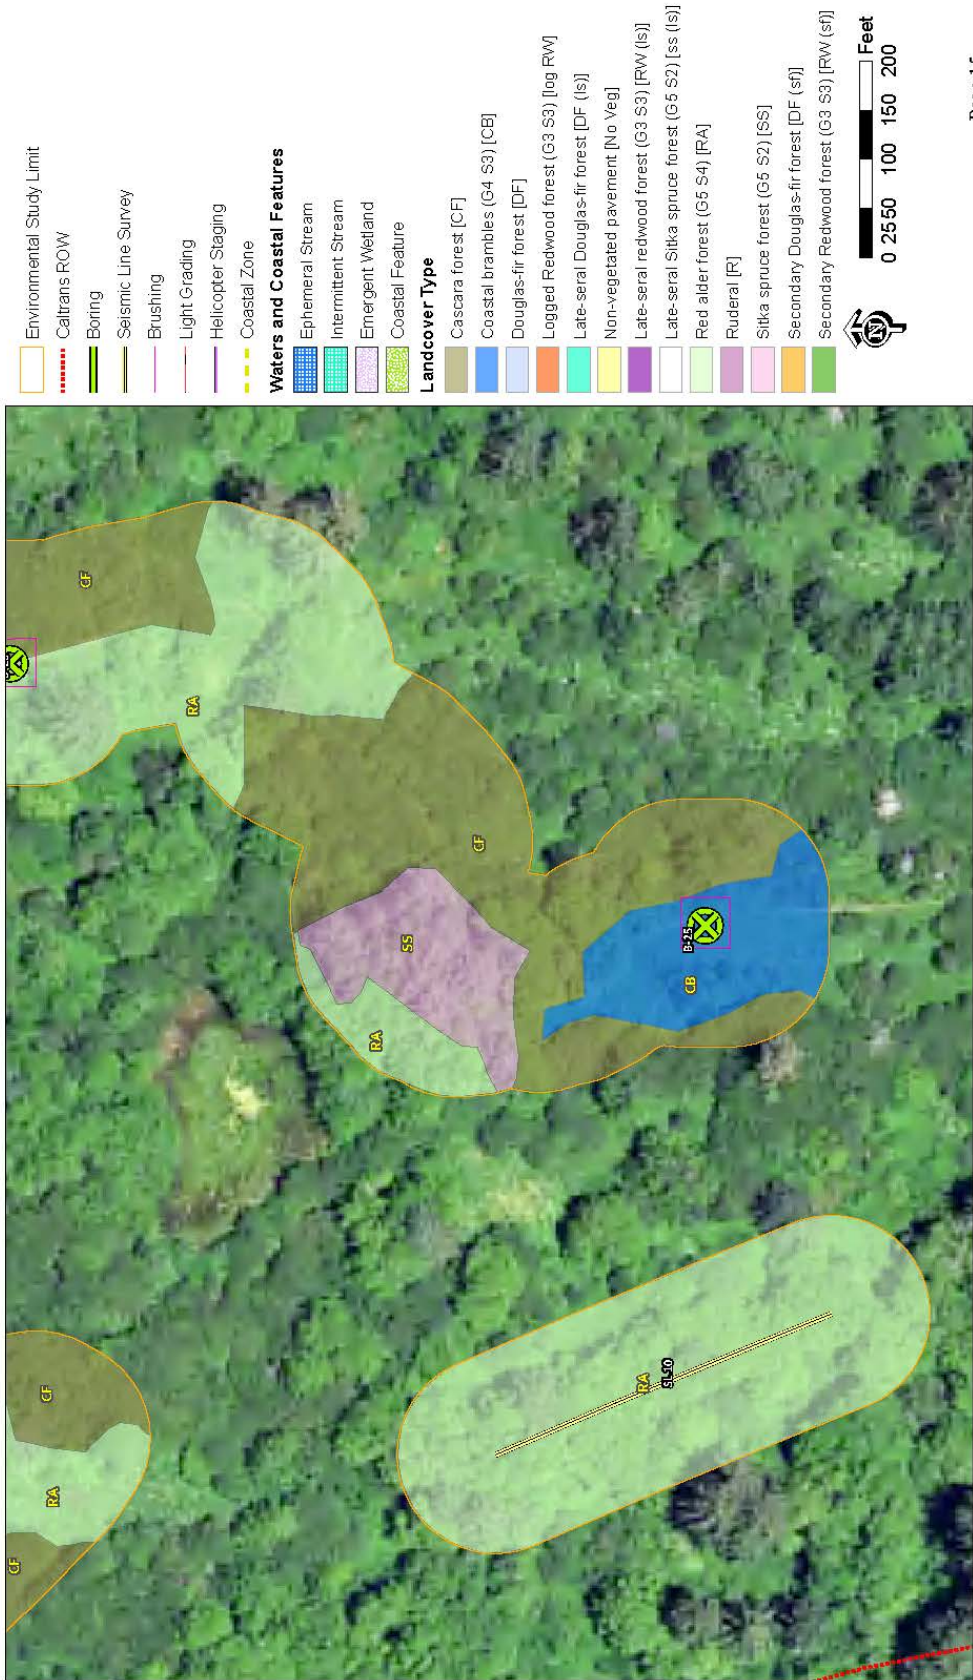 Environmental Study Limit
Caltrans ROW
Boring
Seismic Line Survey
Brushing
Light Grading
Helicopter Staging
Coastal Zone
Waters and Coastal Features
Ephemeral Stream
Intermittent Stream
Emergent Wetland
Coastal Feature
Landcover Type
Cascara forest [CF]
Coastal brambles (G4 S3) [CB]
Douglas-fir forest [DF]
Logged Redwood forest (G3 S3) [log RW]
Late-seral Douglas-fir forest [DF (ls)]
Non-vegetated pavement [No Veg]
Late-seral redwood forest (G3 S3) [RW (ls)]
Late-seral Sitka spruce forest (G5 S2) [ss (ls)]
Red alder forest (G5 S4) [RA]
Ruderal [R]
Sitka spruce forest (G5 S2) [SS]
Secondary Douglas-fir forest [DF (sf)]
Secondary Redwood forest (G3 S3) [RW (sf)]
N
Feet
0 25 50 100 150 200
CF
RA
CF
SS
RA
CB
B-25
CF
RA
CF
RA
SL-10